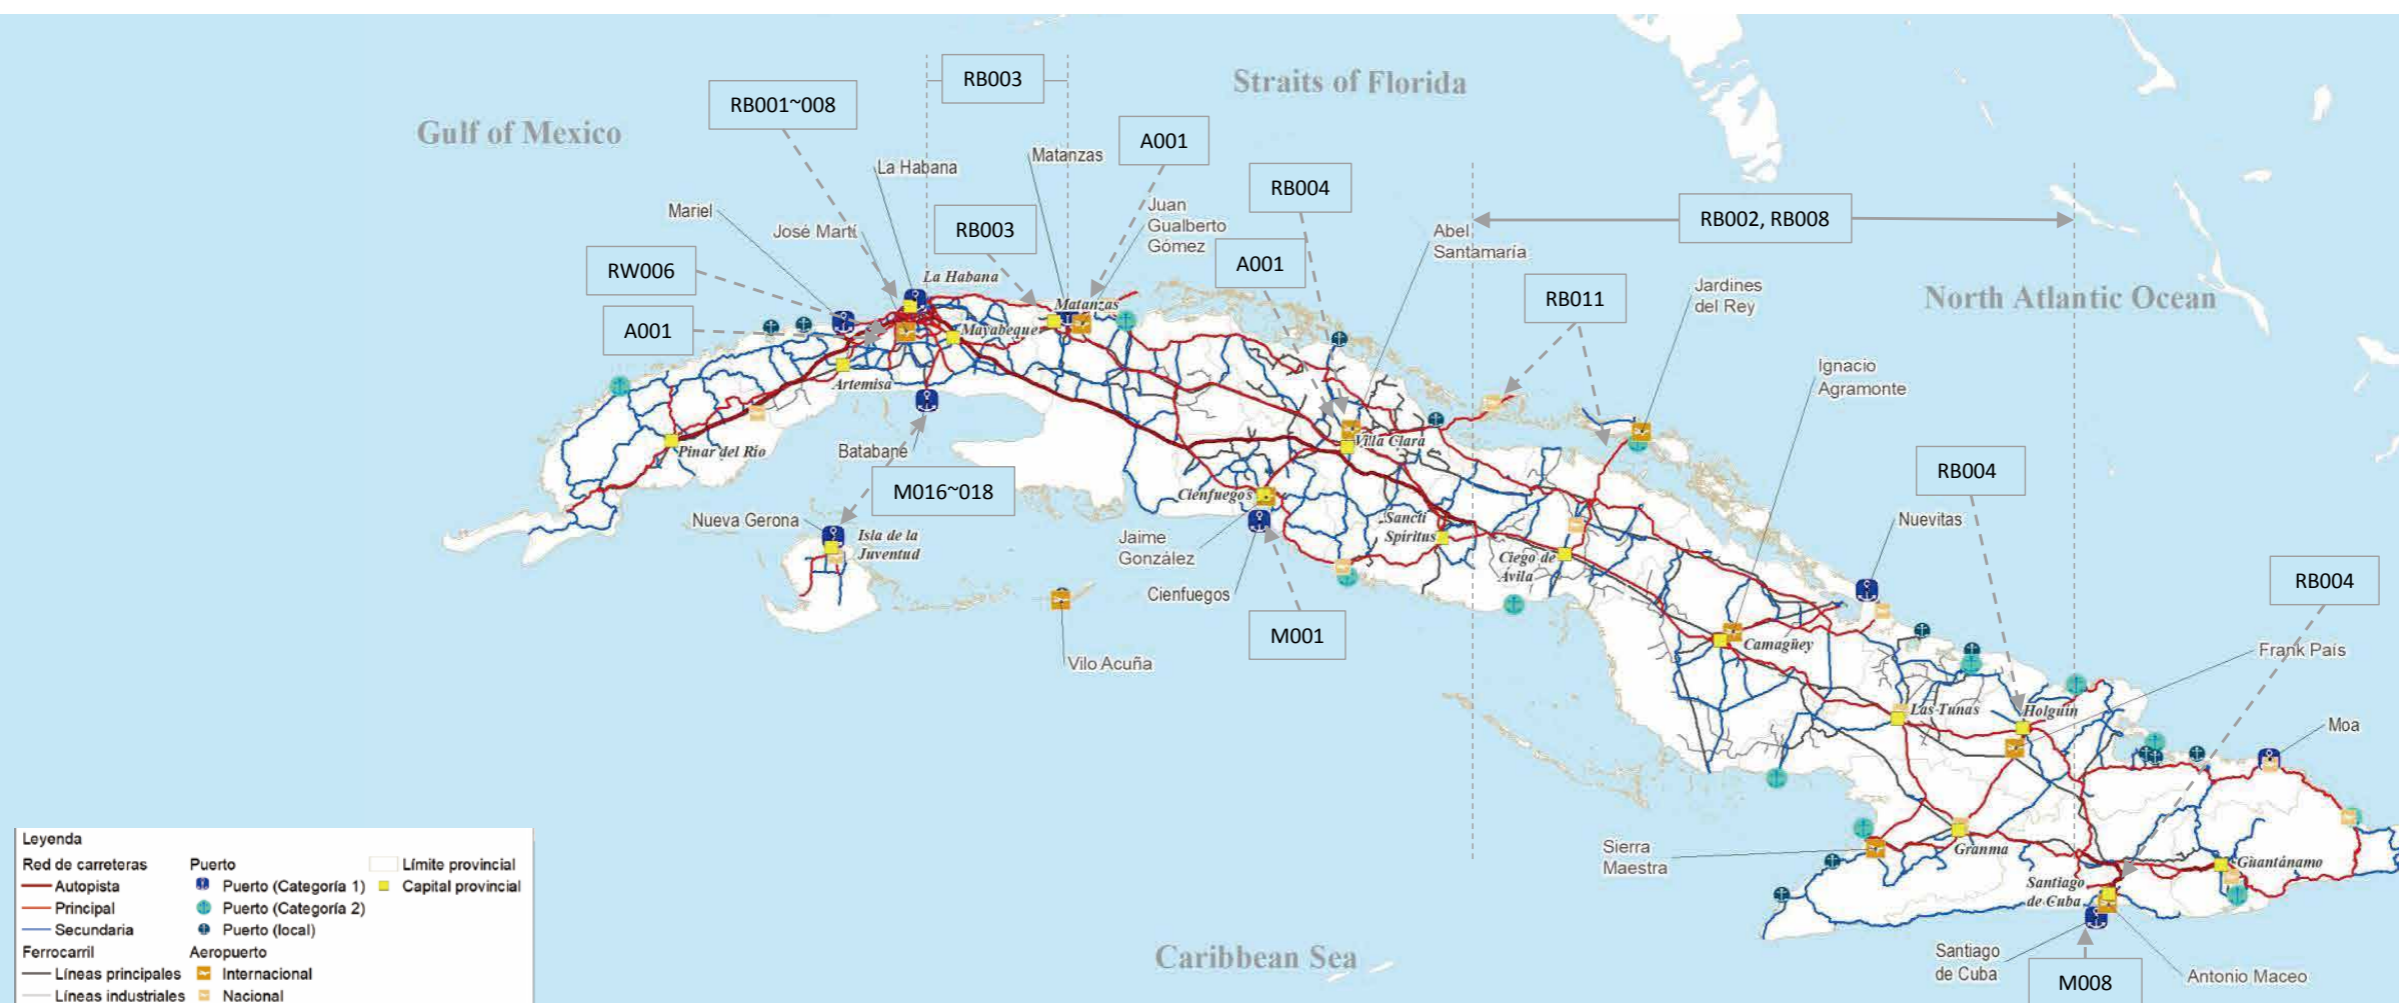 RB003
Straits of Florida
RB001~008
Gulf of Mexico
A001
Matanzas
La Habana
RB004
Mariel
José Martí
RB003
Juan
Gualberto
Gómez
RB002, RB008
Abel
Santamaría
RW006
A001
La Habana
RB011
Jardines
del Rey
North Atlantic Ocean
A001
Matanzas
Mayabeque
Artemisa
Ignacio
Agramonte
Pinar del Río
Batabanë
Villa Clara
RB004
M016~018
Cienfuegos
Nueva Gerona
Isla de la
Juventud
Jaime
González
Sancti
Spíritus
Nuevitas
Ciego de
Ávila
Cienfuegos
RB004
M001
Vilo Acuña
Camagüey
Frank País
Las Tunas
Holguín
Moa
Sierra
Maestra
Granma
Guantánamo
Santiago
de Cuba
Caribbean Sea
Santiago
de Cuba
Antonio Maceo
M008
Leyenda
Red de carreteras
Autopista
Principal
Secundaria
Ferrocarril
Líneas principales
Líneas industriales
Puerto
Puerto (Categoría 1)
Puerto (Categoría 2)
Puerto (local)
Aeropuerto
Internacional
Nacional
Límite provincial
Capital provincial